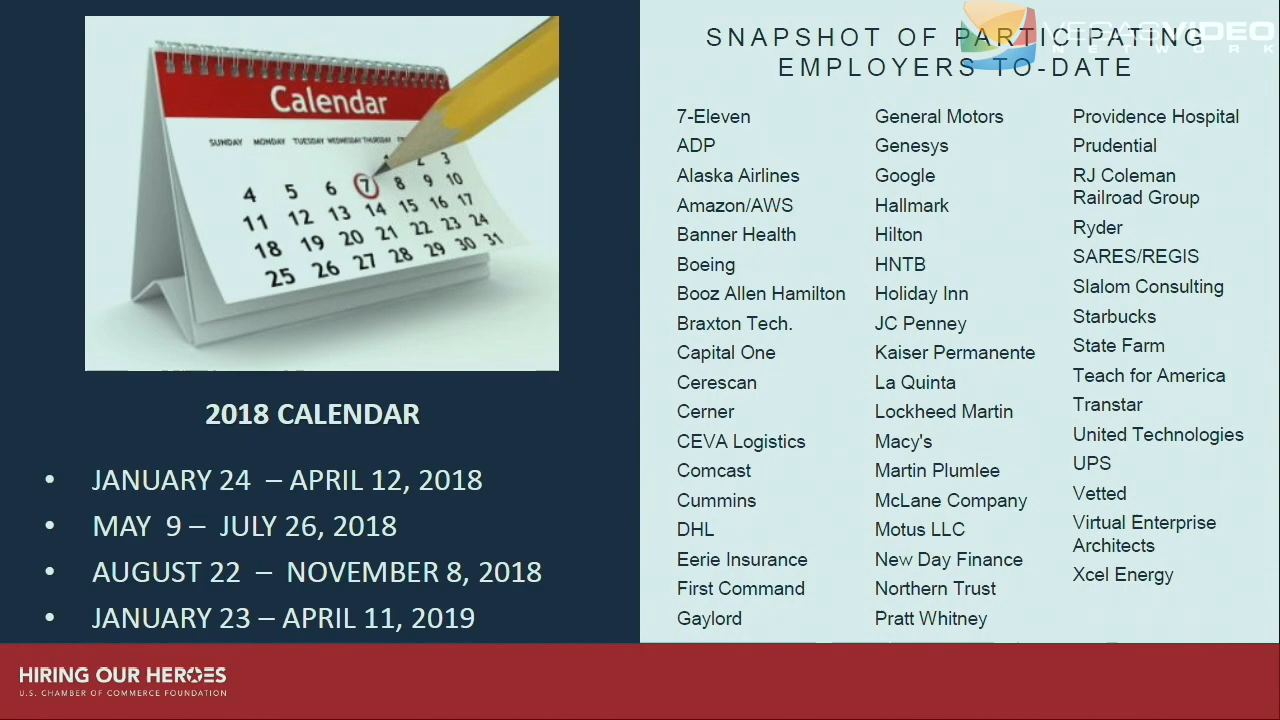 Calendar
SUNDAY MONDAY TUESDAY WEDNESDAY THURSDAY
1 2 3
4 5 6 7 8 9 10
11 12 13 14 15 16 17
18 19 20 21 22 23 24
25 26 27 28 29 30 31
2018 CALENDAR
• JANUARY 24 – APRIL 12, 2018
• MAY 9 – JULY 26, 2018
• AUGUST 22 – NOVEMBER 8, 2018
• JANUARY 23 – APRIL 11, 2019
SNAPSHOT OF PARTICIPATING
EMPLOYERS TO-DATE
VEGAS VIDEO
NETWORK
7-Eleven
ADP
Alaska Airlines
Amazon/AWS
Banner Health
Boeing
Booz Allen Hamilton
Braxton Tech.
Capital One
Cerescan
Cerner
CEVA Logistics
Comcast
Cummins
DHL
Eerie Insurance
First Command
Gaylord
General Motors
Genesys
Google
Hallmark
Hilton
HNTB
Holiday Inn
JC Penney
Kaiser Permanente
La Quinta
Lockheed Martin
Macy's
Martin Plumlee
McLane Company
Motus LLC
New Day Finance
Northern Trust
Pratt Whitney
Providence Hospital
Prudential
RJ Coleman
Railroad Group
Ryder
SARES/REGIS
Slalom Consulting
Starbucks
State Farm
Teach for America
Transtar
United Technologies
UPS
Vetted
Virtual Enterprise
Architects
Xcel Energy
HIRING OUR HEROES
U.S. CHAMBER OF COMMERCE FOUNDATION